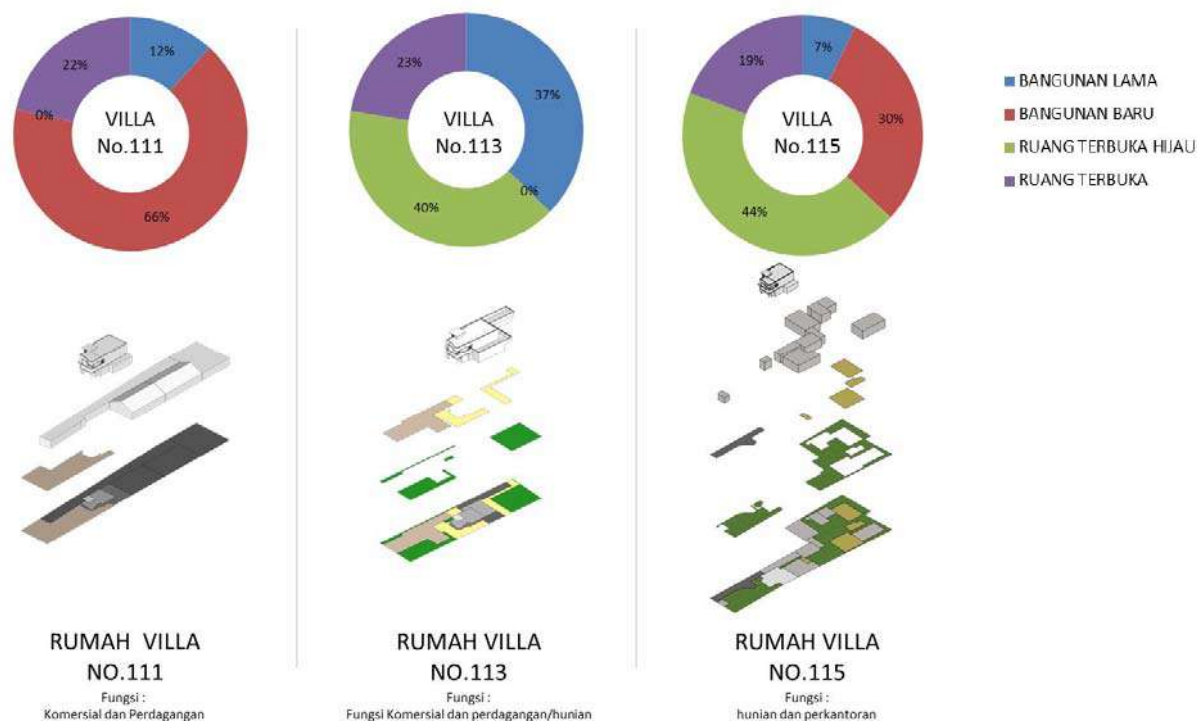 12%
22%
VILLA
No.111
0%
66%
23%
37%
VILLA
No.113
0%
40%
7%
19%
VILLA
No.115
30%
44%
BANGUNAN LAMA
BANGUNAN BARU
RUANG TERBUKA HIJAU
RUANG TERBUKA
RUMAH VILLA
NO.111
Fungsi :
Komersial dan Perdagangan
RUMAH VILLA
NO.113
Fungsi :
Fungsi Komersial dan perdagangan/hunian
RUMAH VILLA
NO.115
Fungsi :
hunian dan perkantoran